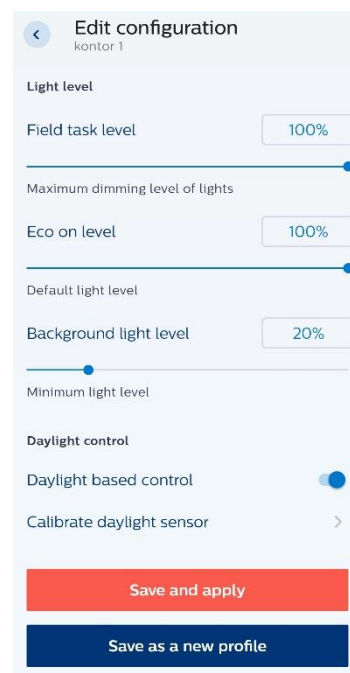 Edit configuration
kontor 1
Light level
Field task level 100%
Maximum dimming level of lights
Eco on level 100%
Default light level
Background light level 20%
Minimum light level
Daylight control
Daylight based control
Calibrate daylight sensor
Save and apply
Save as a new profile